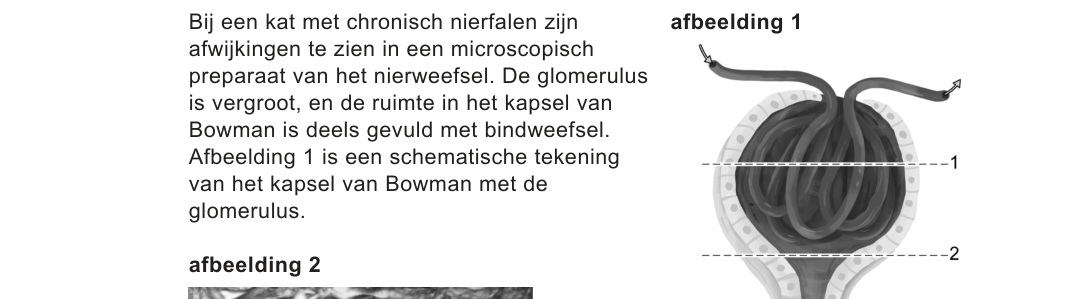 Bij een kat met chronisch nierfalen zijn
afwijkingen te zien in een microscopisch
preparaat van het nierweefsel. De glomerulus
is vergroot, en de ruimte in het kapsel van
Bowman is deels gevuld met bindweefsel.
Afbeelding 1 is een schematische tekening
van het kapsel van Bowman met de
glomerulus.
afbeelding 2
afbeelding 1
1
2